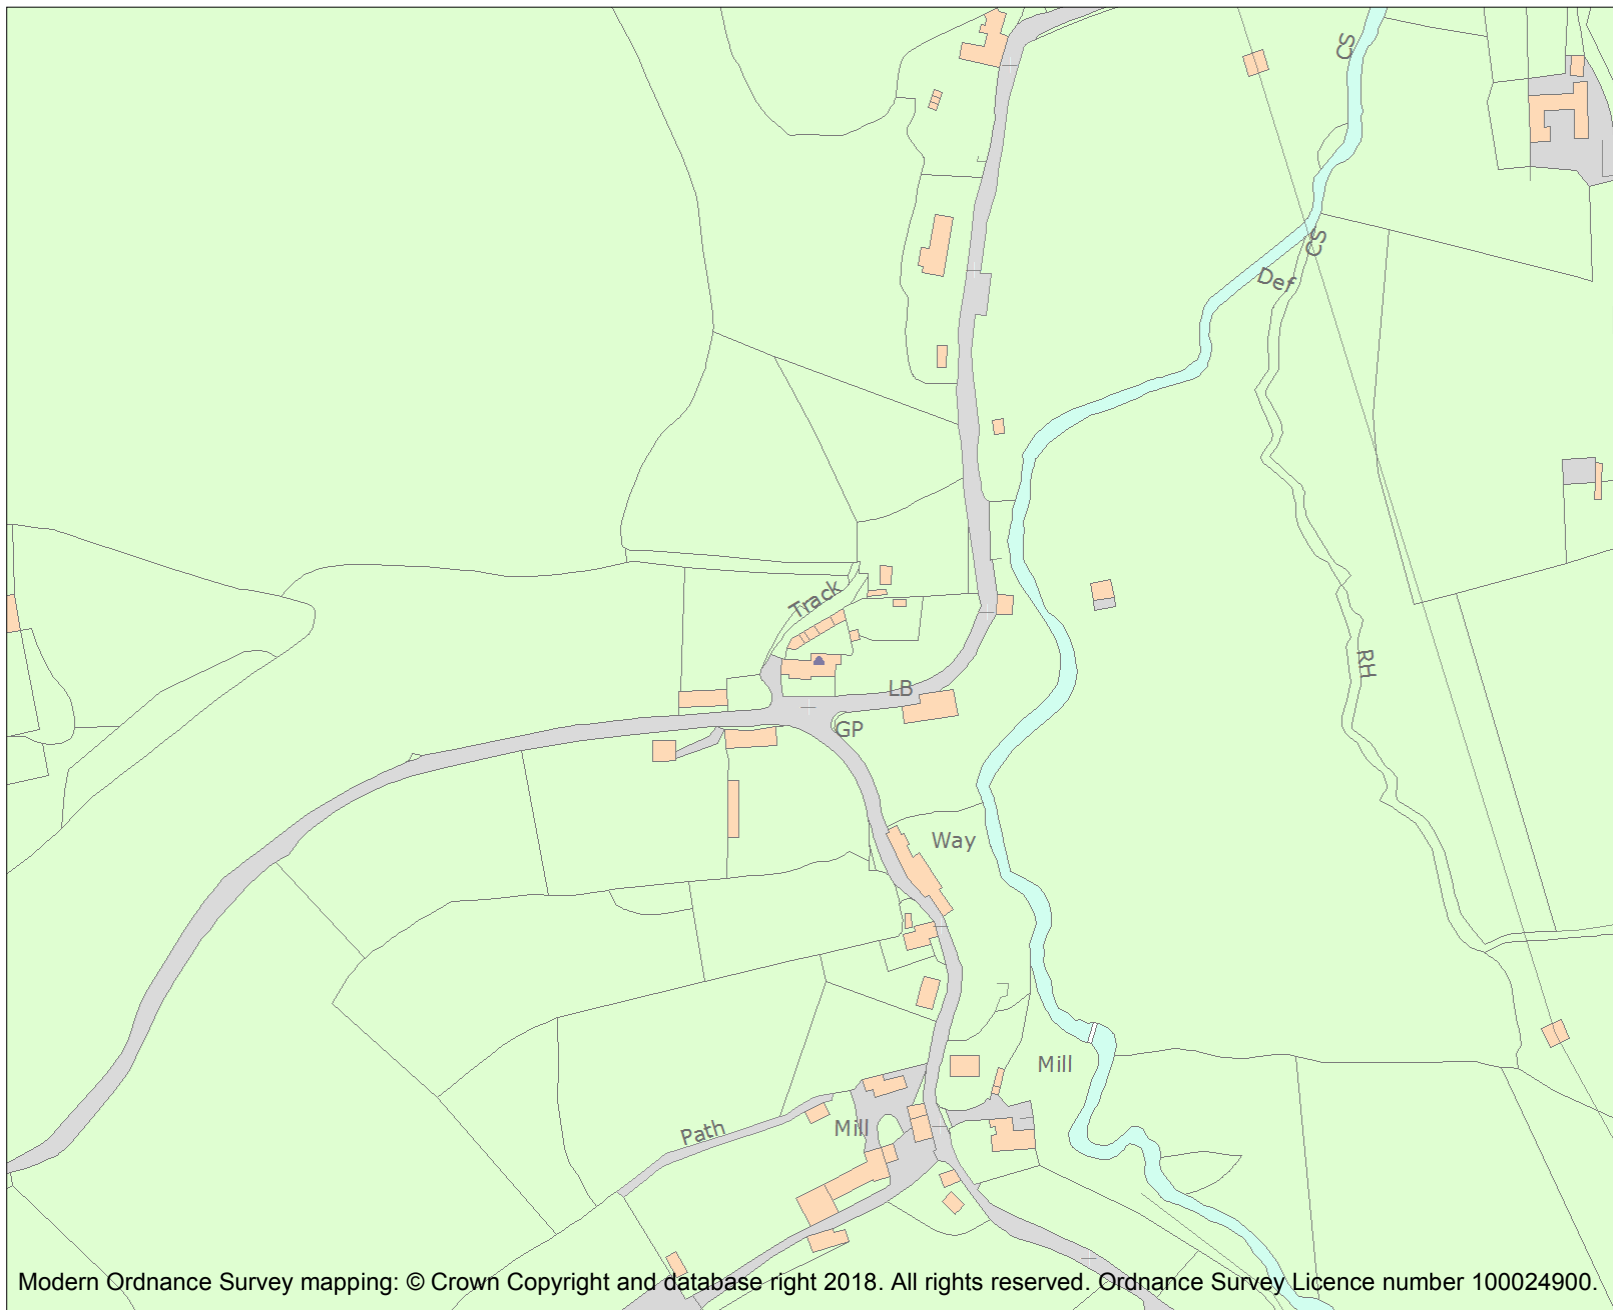 CS
CS
Def
Track
RH
LB
GP
Way
Mill
Mill
Path
Modern Ordnance Survey mapping: © Crown Copyright and database right 2018. All rights reserved. Ordnance Survey Licence number 100024900.